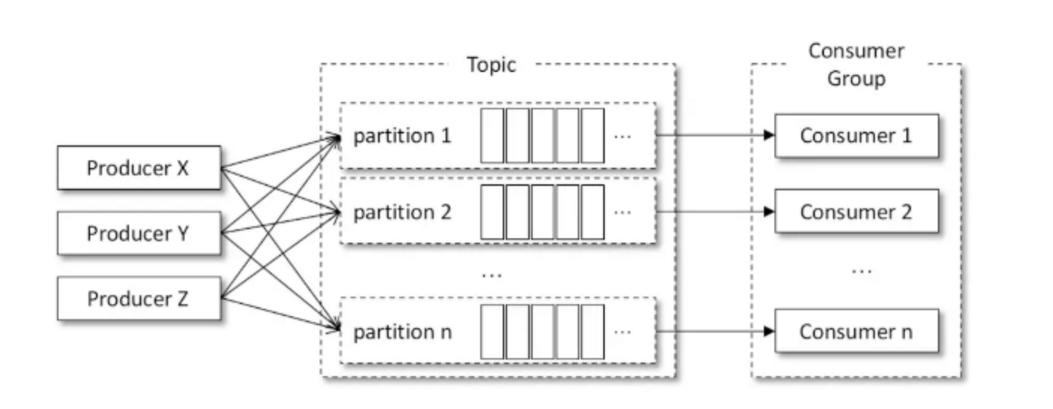 Topic
Consumer
Group
Producer X
Producer Y
Producer Z
partition 1
...
partition 2
...
...
partition n
...
Consumer 1
Consumer 2
...
Consumer n